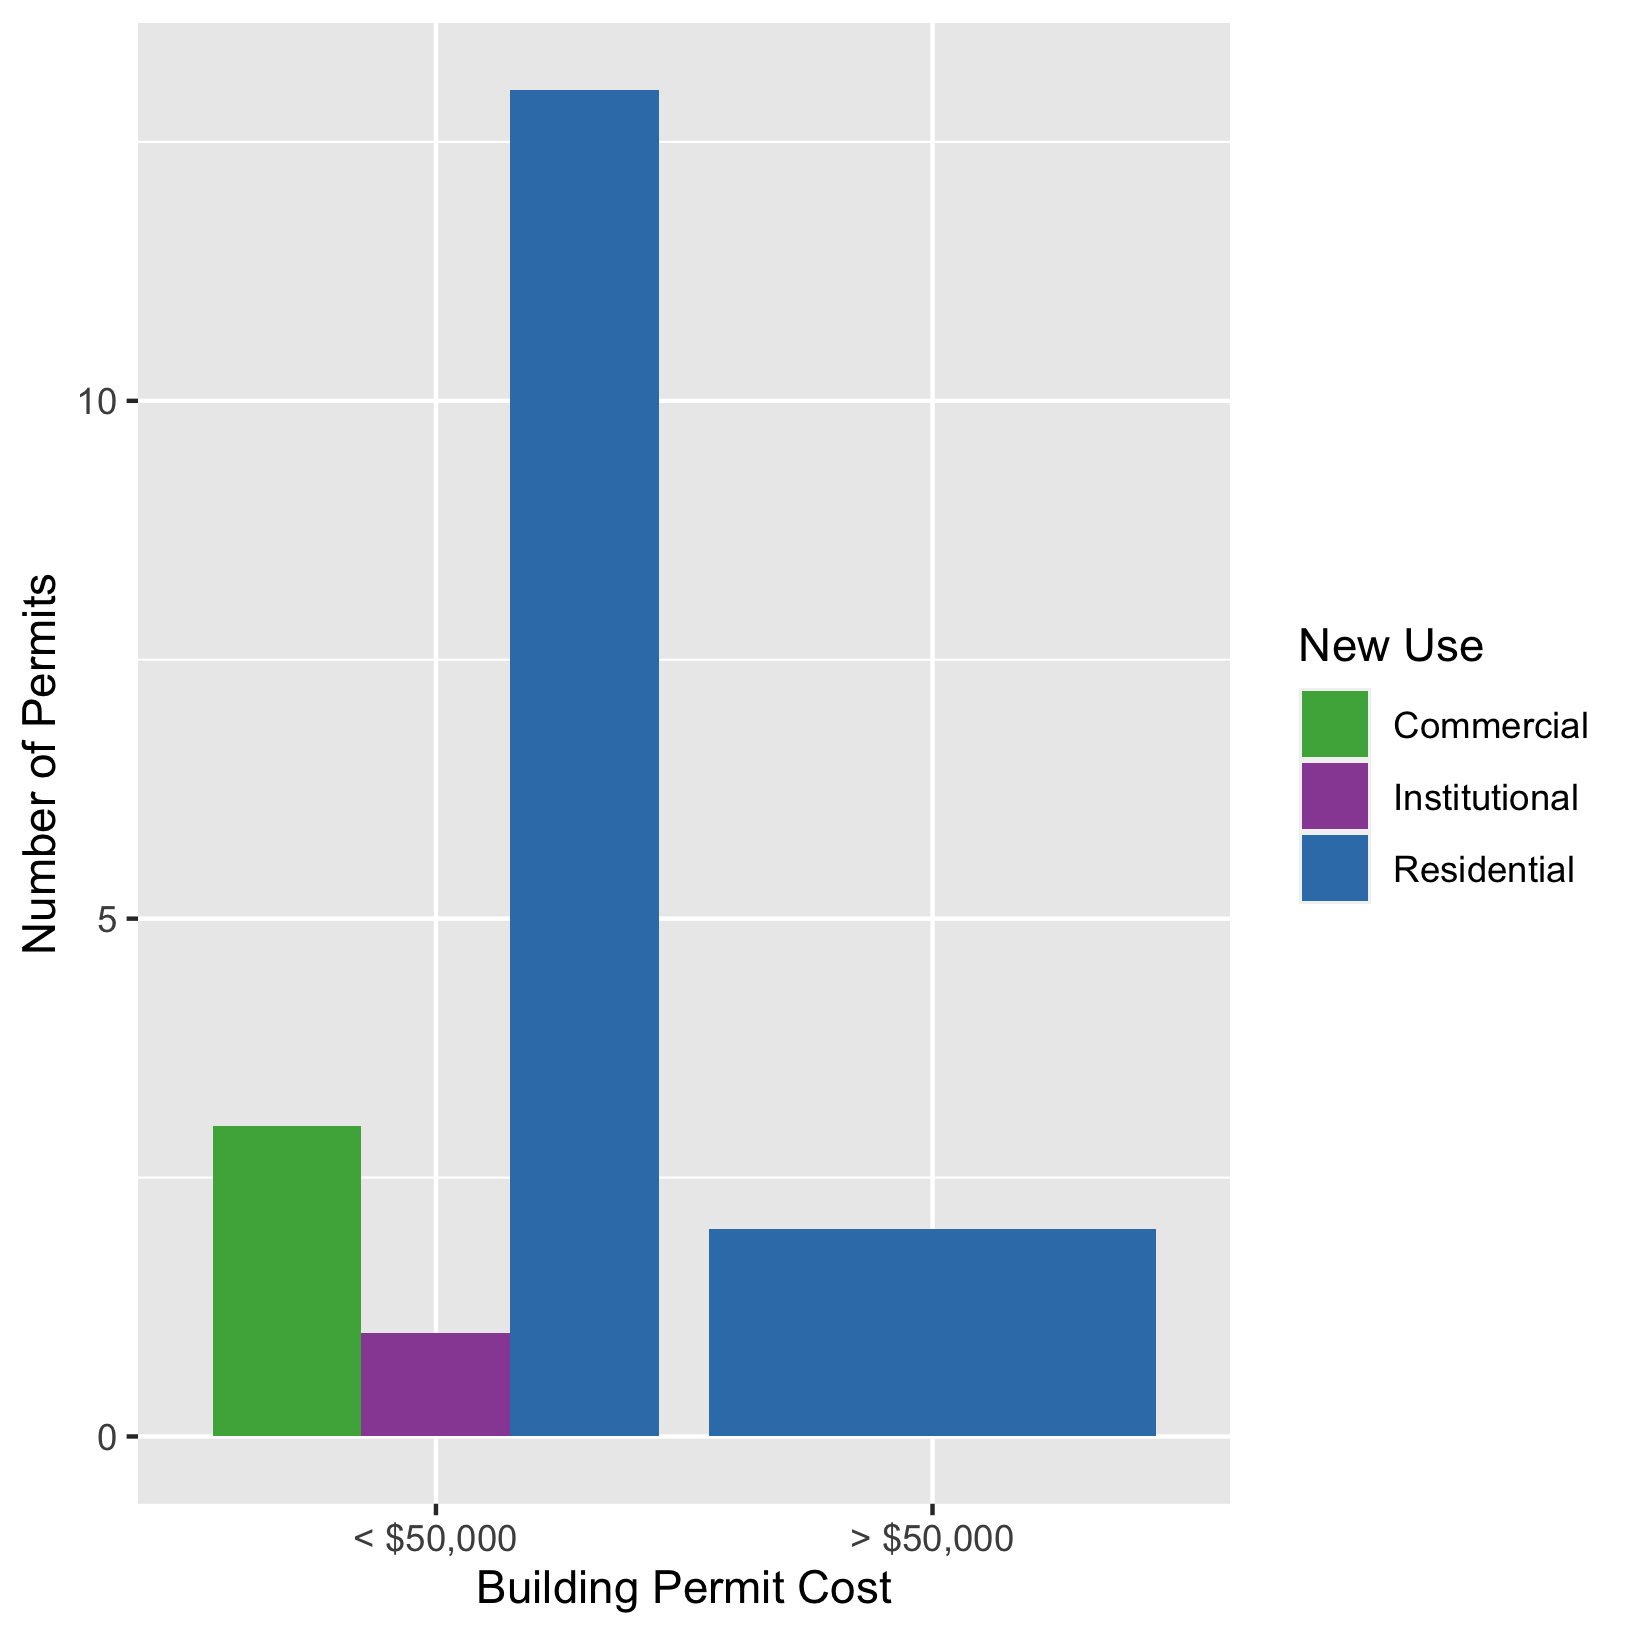 Number of Permits
10
5
0
< $50,000
> $50,000
Building Permit Cost
New Use
Commercial
Institutional
Residential